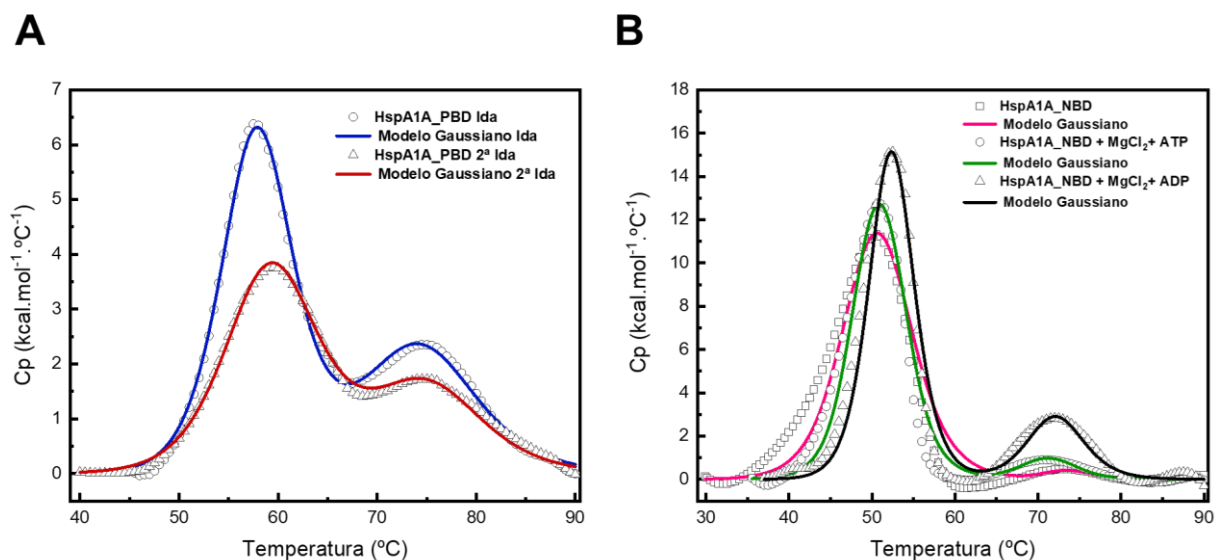 A
B
7
6
5
4
3
2
1
0
Cp (kcal.mol⁻¹.ºC⁻¹)
HspA1A_PBD Ida
Modelo Gaussiano Ida
HspA1A_PBD 2ª Ida
Modelo Gaussiano 2ª Ida
40 50 60 70 80 90
Temperatura (ºC)
18
16
14
12
10
8
6
4
2
0
Cp (kcal.mol⁻¹.ºC⁻¹)
HspA1A_NBD
Modelo Gaussiano
HspA1A_NBD + MgCl₂+ ATP
Modelo Gaussiano
HspA1A_NBD + MgCl₂+ ADP
Modelo Gaussiano
30 40 50 60 70 80 90
Temperatura (ºC)